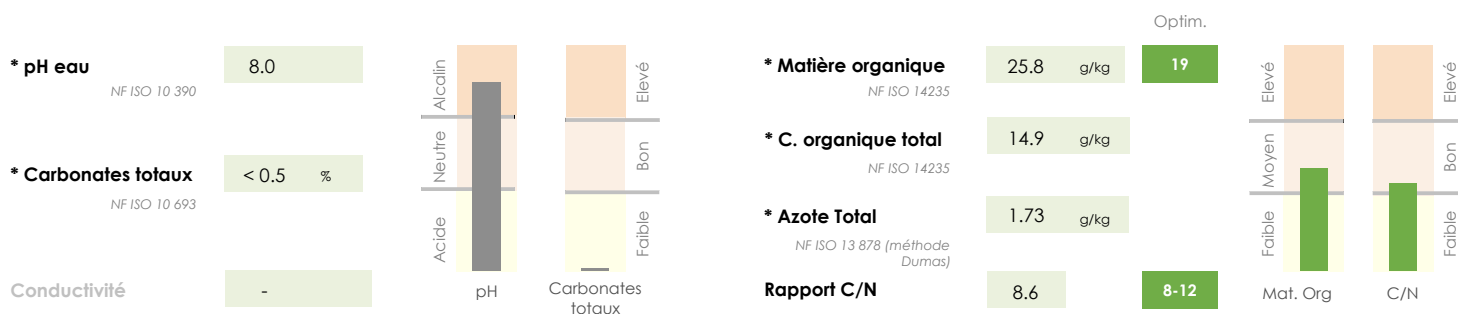 * pH eau
8.0
NF ISO 10 390
* Carbonates totaux
< 0.5 %
NF ISO 10 693
Conductivité
-
Alcalin
Neutre
Acide
Elevé
Bon
Faible
pH
Carbonates
totaux
Optim.
* Matière organique
25.8 g/kg
19
NF ISO 14235
* C. organique total
14.9 g/kg
NF ISO 14235
* Azote Total
1.73 g/kg
NF ISO 13 878 (méthode
Dumas)
Rapport C/N
8.6
8-12
Elevé
Moyen
Faible
Elevé
Bon
Faible
Mat. Org
C/N